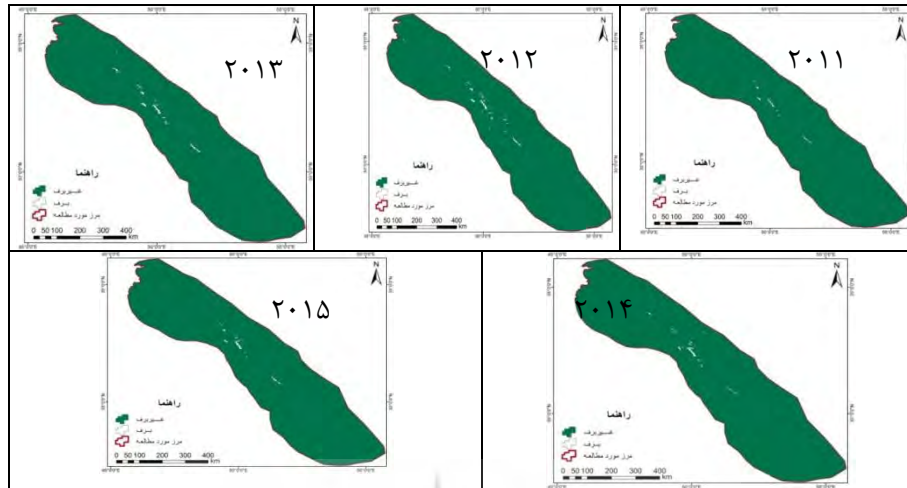 ۲۰۱۱
N
راهنما
غیربرف
برف
مرز مورد مطالعه
0 50 100 200 300 400
km
۲۰۱۲
N
راهنما
غیربرف
برف
مرز مورد مطالعه
0 50 100 200 300 400
km
۲۰۱۳
N
راهنما
غیربرف
برف
مرز مورد مطالعه
0 50 100 200 300 400
km
۲۰۱۴
N
راهنما
غیربرف
برف
مرز مورد مطالعه
0 50 100 200 300 400
km
۲۰۱۵
N
راهنما
غیربرف
برف
مرز مورد مطالعه
0 50 100 200 300 400
km